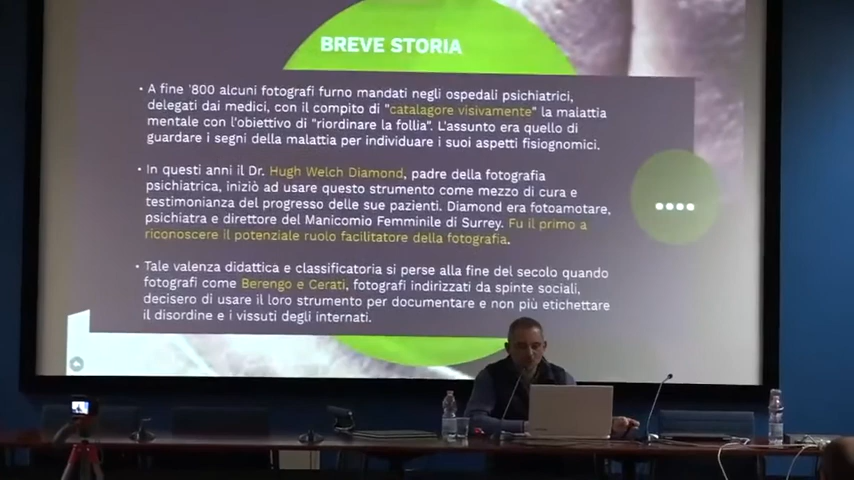 BREVE STORIA
• A fine '800 alcuni fotografi furno mandati negli ospedali psichiatrici,
delegati dai medici, con il compito di "catalagore visivamente" la malattia
mentale con l'obiettivo di "riordinare la follia". L'assunto era quello di
guardare i segni della malattia per individuare i suoi aspetti fisiognomici.
• In questi anni il Dr. Hugh Welch Diamond, padre della fotografia
psichiatrica, iniziò ad usare questo strumento come mezzo di cura e
testimonianza del progresso delle sue pazienti. Diamond era fotoamotare,
psichiatra e direttore del Manicomio Femminile di Surrey. Fu il primo a
riconoscere il potenziale ruolo facilitatore della fotografia.
• Tale valenza didattica e classificatoria si perse alla fine del secolo quando
fotografi come Berengo e Cerati, fotografi indirizzati da spinte sociali,
decisero di usare il loro strumento per documentare e non più etichettare
il disordine e i vissuti degli internati.